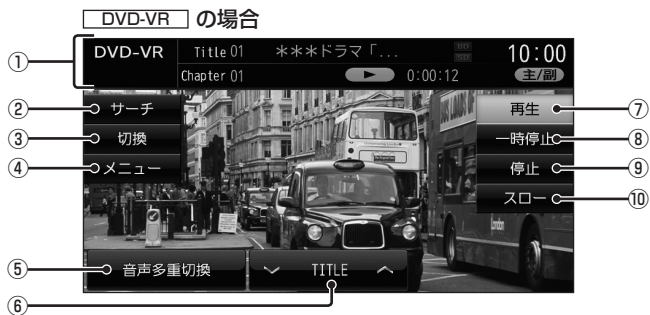 DVD-VR の場合
① DVD-VR Title 01 ＊＊＊ドラマ「... 10:00
Chapter 01 0:00:12 主/副
② サーチ
③ 切換
④ メニュー
⑤ 音声多重切換
⑥ TITLE
再生 ⑦
一時停止 ⑧
停止 ⑨
スロー ⑩
London